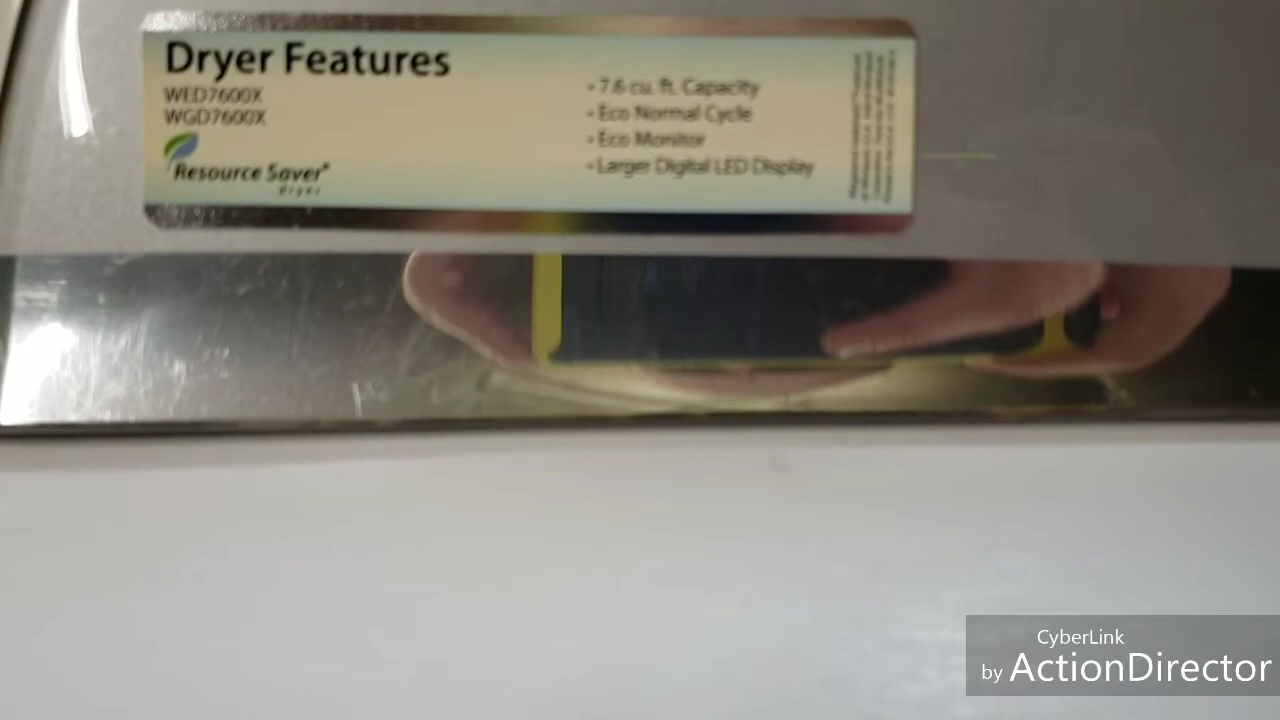 Dryer Features
WED7600X
WGD7600X
Resource Saver®
dryer
• 7.6 cu. ft. Capacity
• Eco Normal Cycle
• Eco Monitor
• Larger Digital LED Display
CyberLink
by ActionDirector